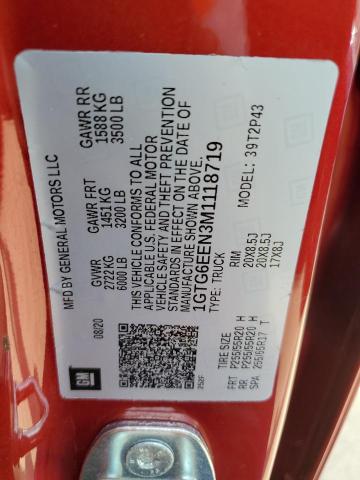 MFD BY GENERAL MOTORS LLC
08/20
GVWR
2722 KG
6000 LB
GAWR FRT
1451 KG
3200 LB
GAWR RR
1588 KG
3500 LB
THIS VEHICLE CONFORMS TO ALL
APPLICABLE U.S. FEDERAL MOTOR
VEHICLE SAFETY AND THEFT PREVENTION
STANDARDS IN EFFECT ON THE DATE OF
MANUFACTURE SHOWN ABOVE.
1GTG6EEN3M1118719
TYPE: TRUCK
MODEL: 39T2P43
TIRE SIZE RIM
FRT P255/55R20 H 20X8.5J
RR P255/55R20 H 20X8.5J
SPA 255/65R17 T 17X8J
GM